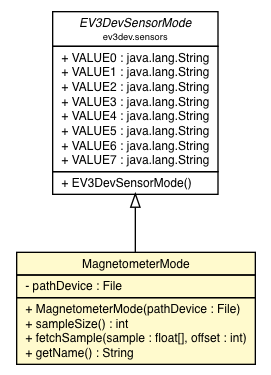 EV3DevSensorMode
ev3dev.sensors
+ VALUE0 : java.lang.String
+ VALUE1 : java.lang.String
+ VALUE2 : java.lang.String
+ VALUE3 : java.lang.String
+ VALUE4 : java.lang.String
+ VALUE5 : java.lang.String
+ VALUE6 : java.lang.String
+ VALUE7 : java.lang.String
+ EV3DevSensorMode()
MagnetometerMode
- pathDevice : File
+ MagnetometerMode(pathDevice : File)
+ sampleSize() : int
+ fetchSample(sample : float[], offset : int)
+ getName() : String